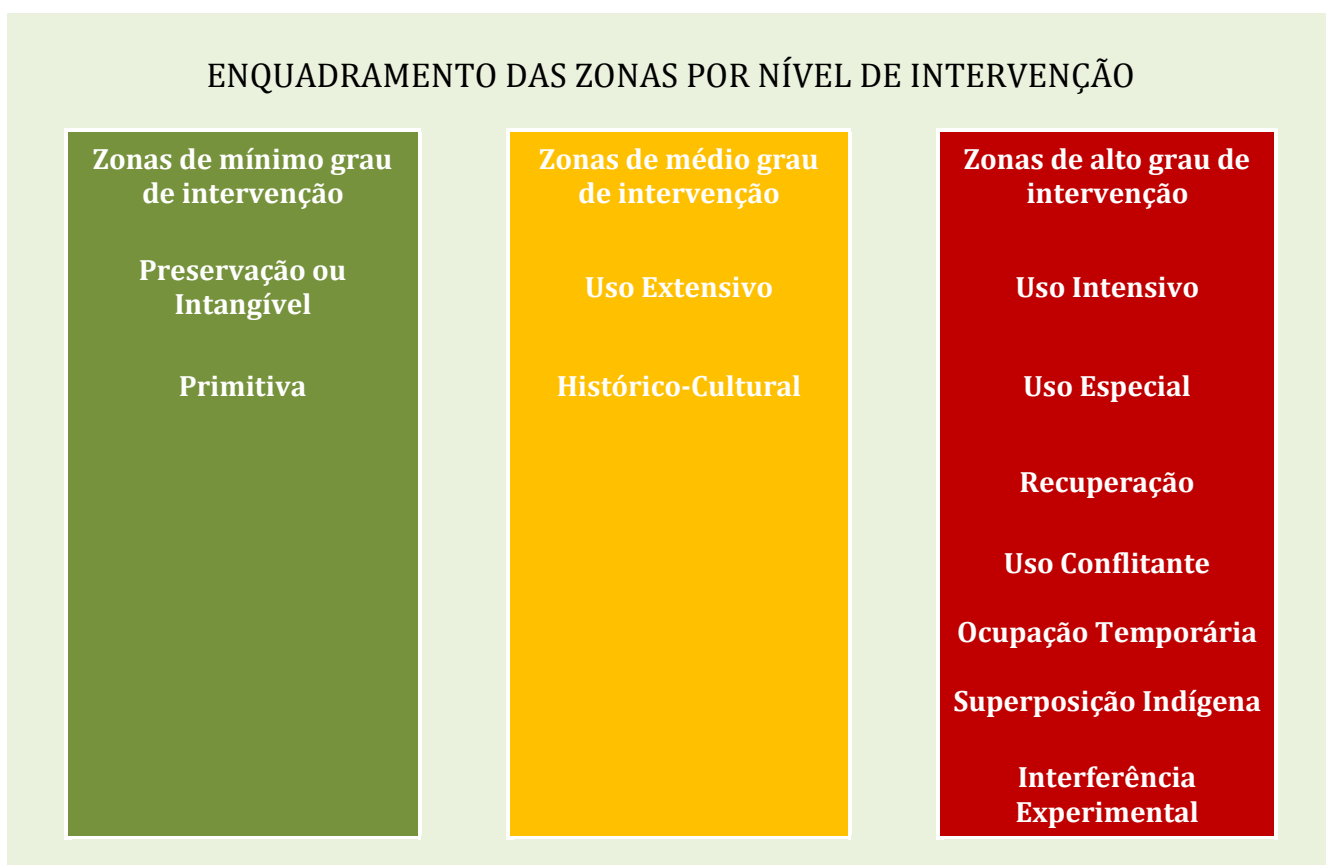 ENQUADRAMENTO DAS ZONAS POR NÍVEL DE INTERVENÇÃO
Zonas de mínimo grau
de intervenção
Preservação ou
Intangível
Primitiva
Zonas de médio grau
de intervenção
Uso Extensivo
Histórico-Cultural
Zonas de alto grau de
intervenção
Uso Intensivo
Uso Especial
Recuperação
Uso Conflitante
Ocupação Temporária
Superposição Indígena
Interferência
Experimental